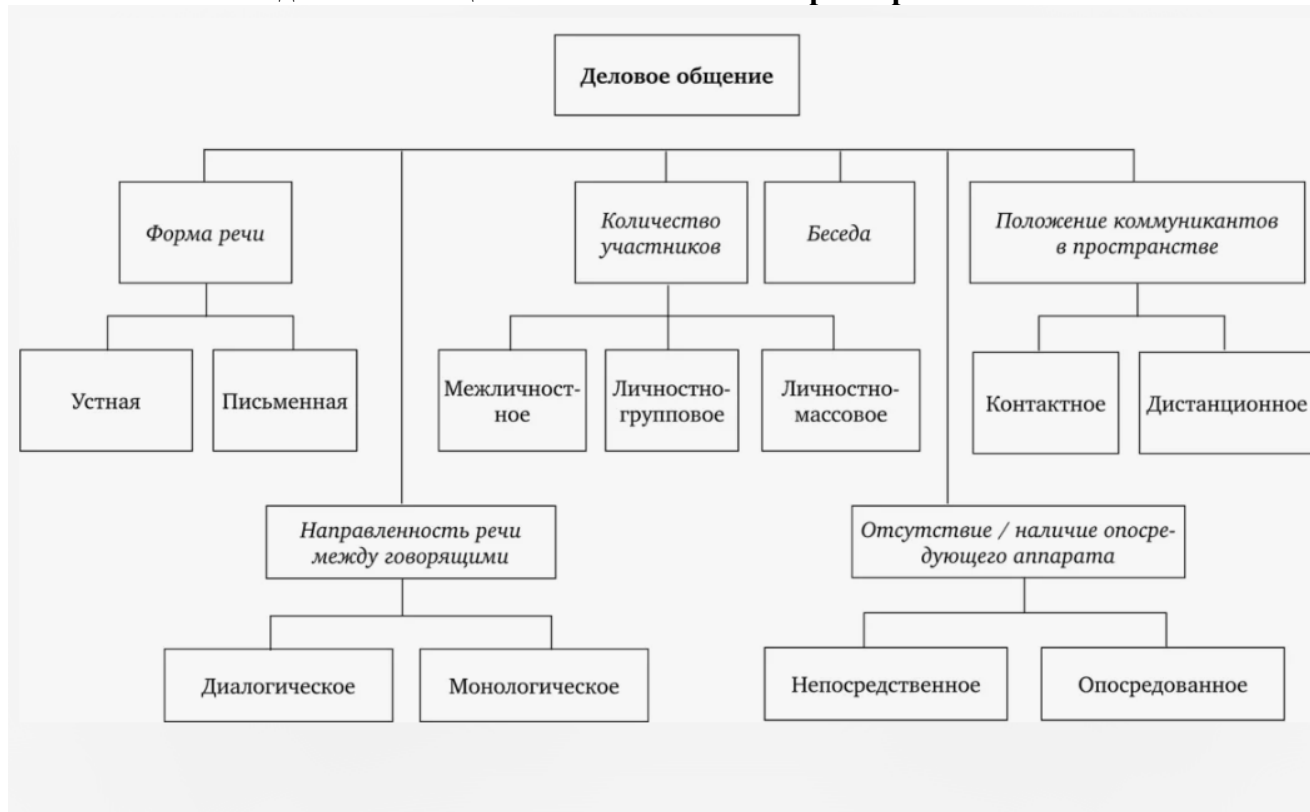 Деловое общение
Форма речи
Количество
участников
Беседа
Положение коммуникантов
в пространстве
Устная
Письменная
Межличност-
ное
Личностно-
групповое
Личностно-
массовое
Контактное
Дистанционное
Направленность речи
между говорящими
Отсутствие / наличие опосре-
дующего аппарата
Диалогическое
Монологическое
Непосредственное
Опосредованное